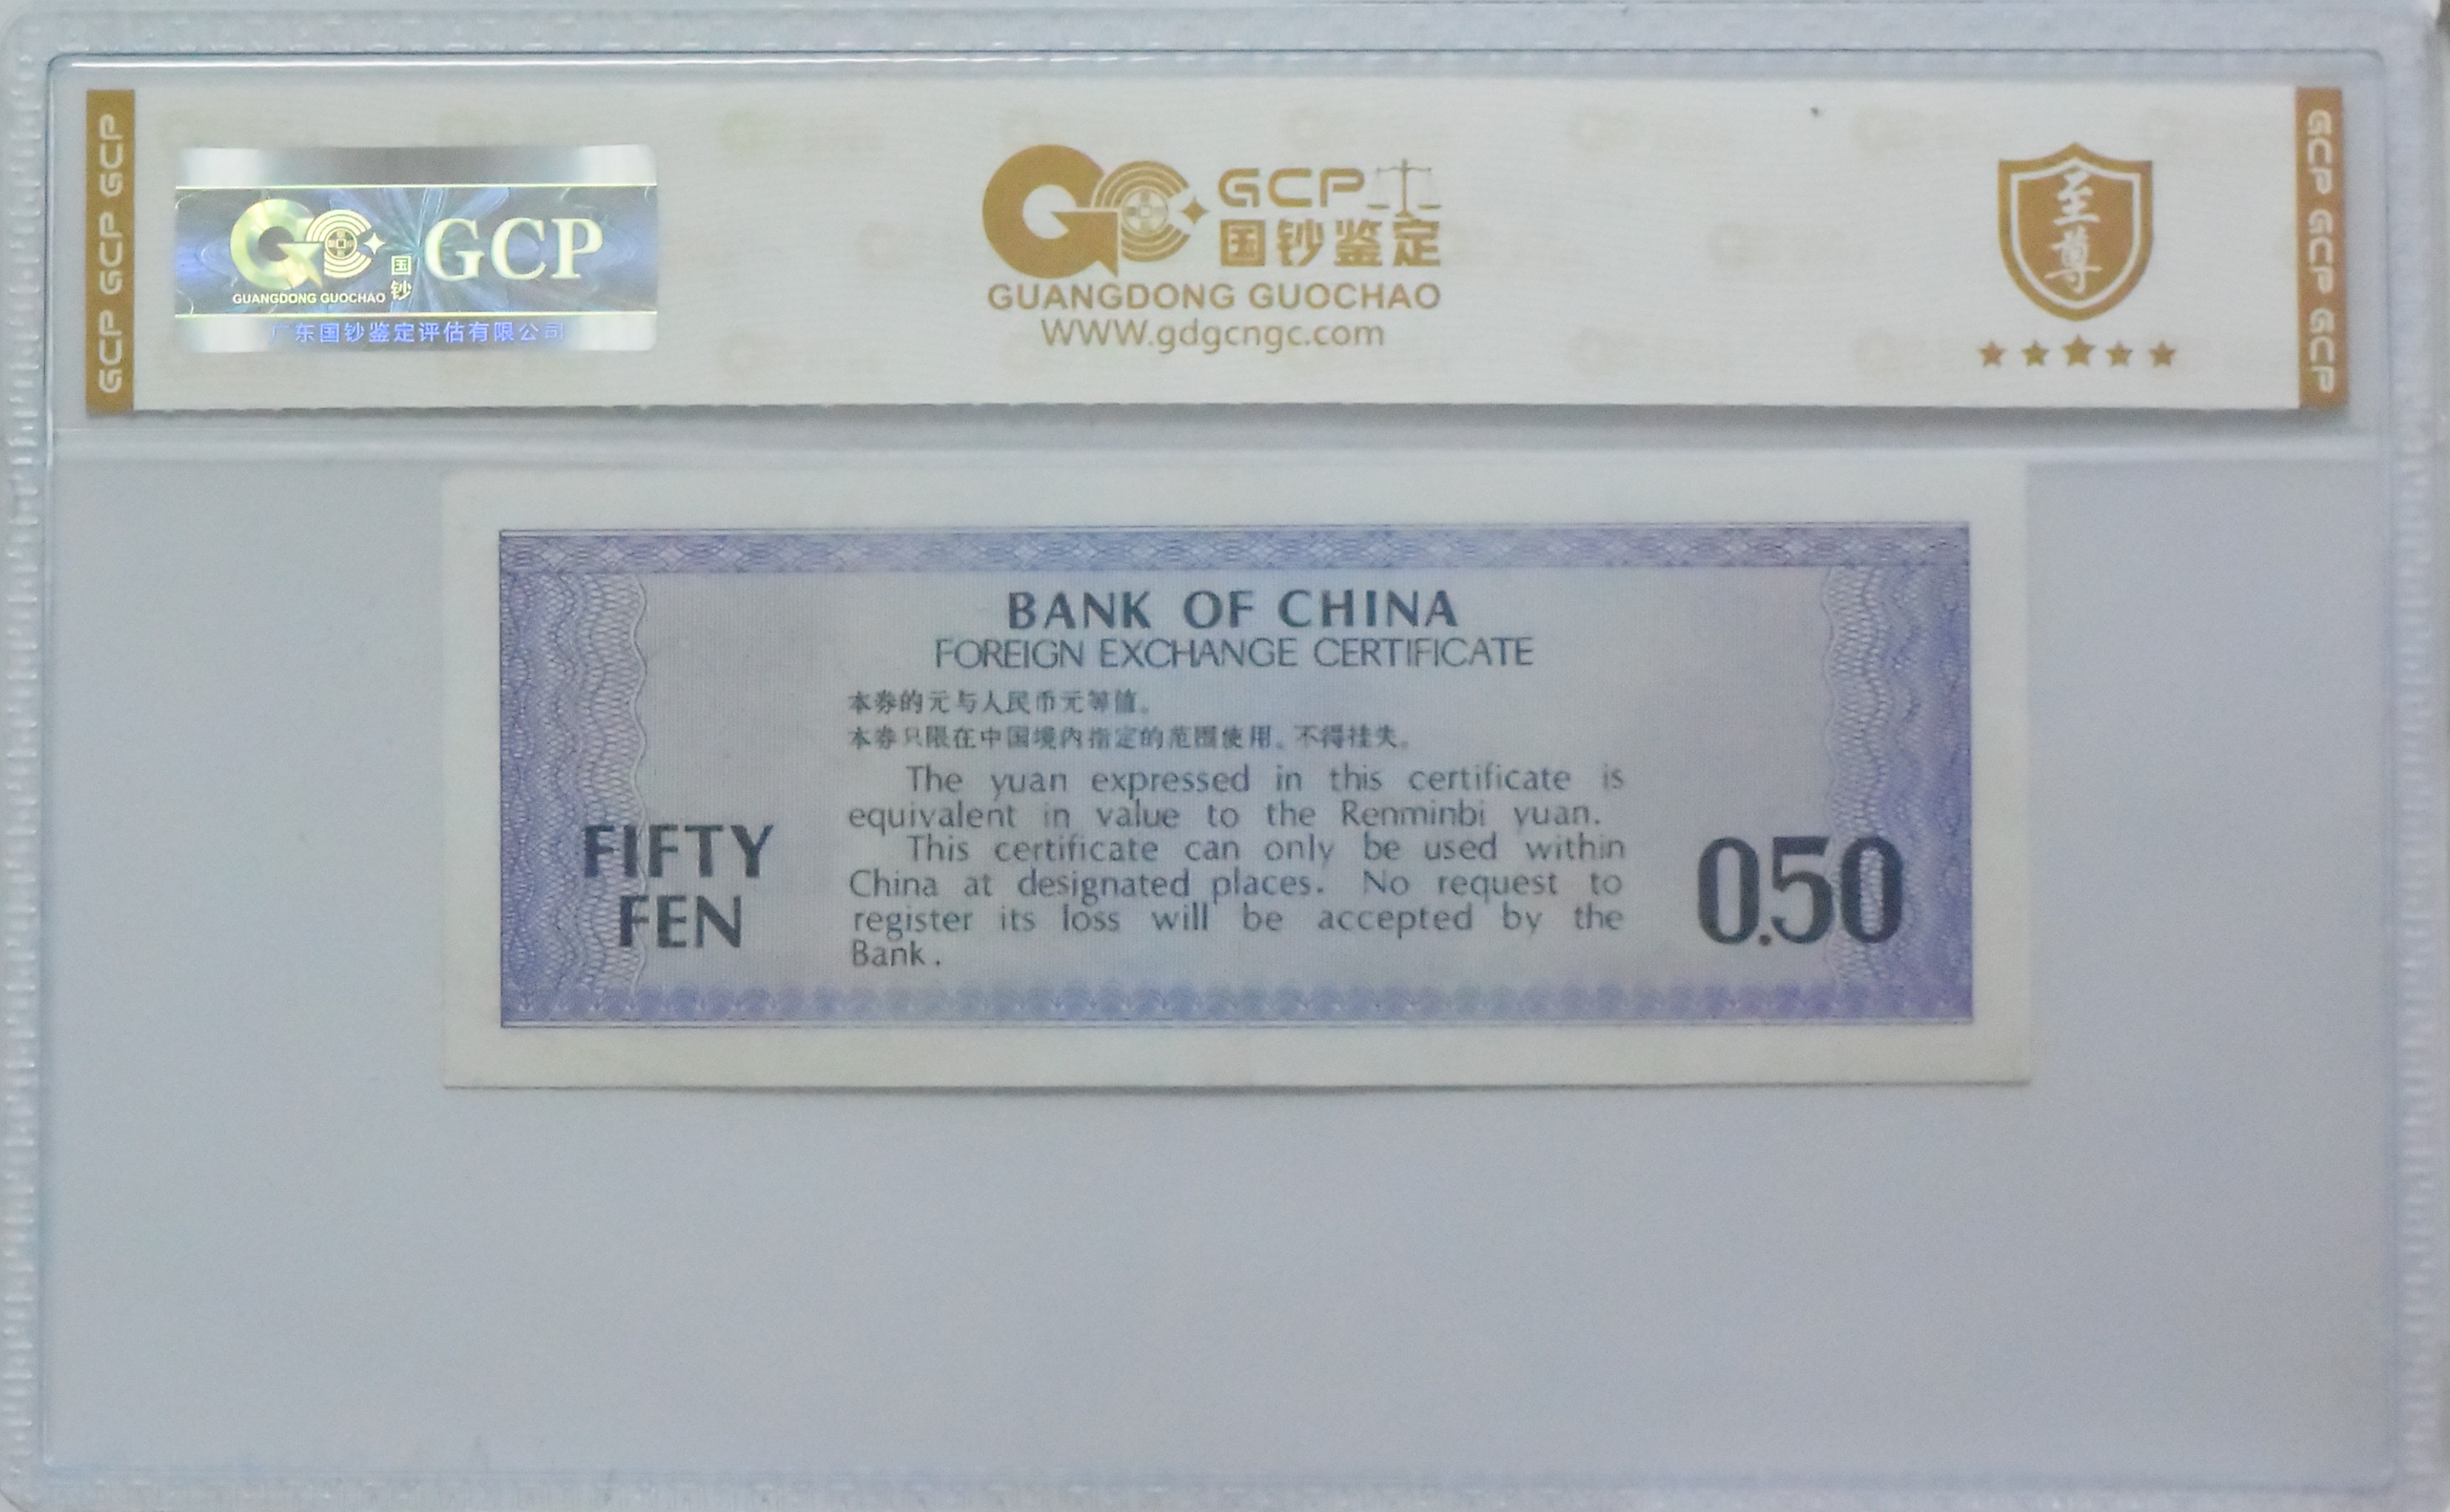 GCP GCP GCP
GUANGDONG GUOCHAO
国钞
GCP
广东国钞鉴定评估有限公司
GCP
国钞鉴定
GUANGDONG GUOCHAO
WWW.gdgcngc.com
至尊
GCP GCP GCP
BANK OF CHINA
FOREIGN EXCHANGE CERTIFICATE
本券的元与人民币元等值。
本券只限在中国境内指定的范围使用。不得挂失。
The yuan expressed in this certificate is
equivalent in value to the Renminbi yuan.
This certificate can only be used within
China at designated places. No request to
register its loss will be accepted by the
Bank.
FIFTY
FEN
0.50